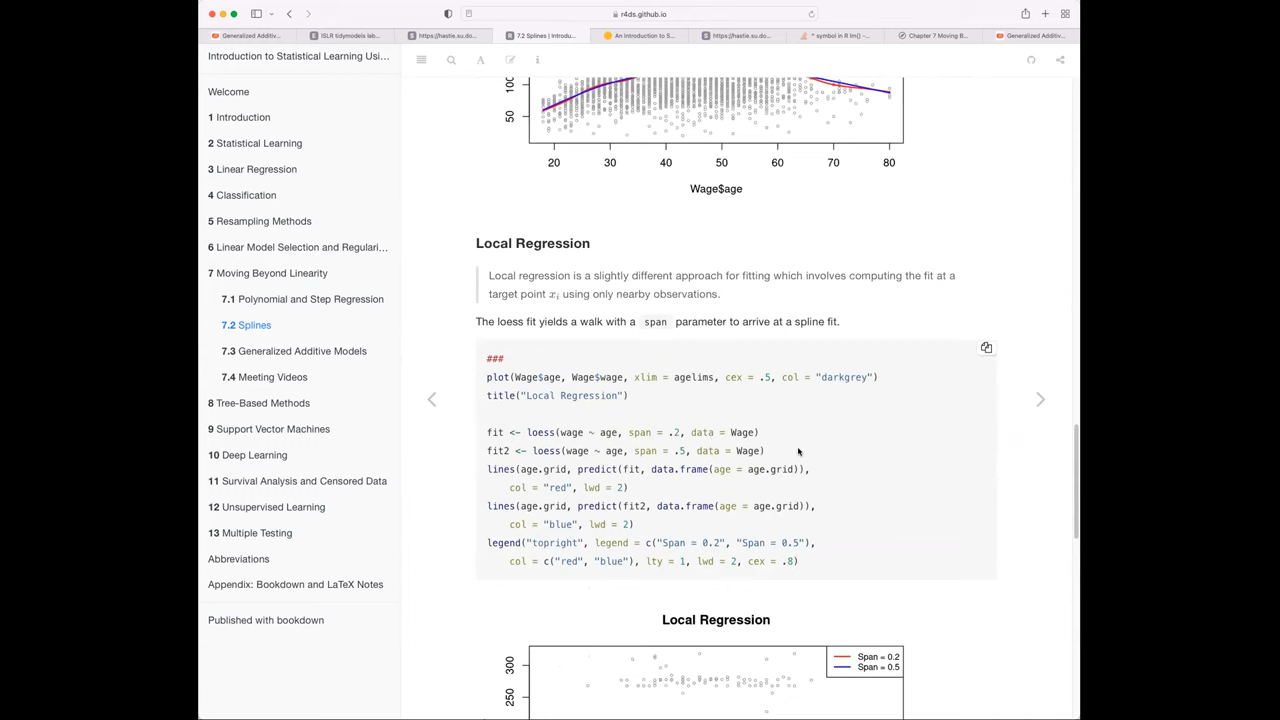 r4ds.github.io
Generalized Additiv...
ISLR tidymodels lab...
https://hastie.su.do...
7.2 Splines | Introdu...
An Introduction to S...
https://hastie.su.do...
* symbol in R lm() –...
Chapter 7 Moving B...
Generalized Additiv...
Introduction to Statistical Learning Usi...
Welcome
1 Introduction
2 Statistical Learning
3 Linear Regression
4 Classification
5 Resampling Methods
6 Linear Model Selection and Regulari...
7 Moving Beyond Linearity
7.1 Polynomial and Step Regression
7.2 Splines
7.3 Generalized Additive Models
7.4 Meeting Videos
8 Tree-Based Methods
9 Support Vector Machines
10 Deep Learning
11 Survival Analysis and Censored Data
12 Unsupervised Learning
13 Multiple Testing
Abbreviations
Appendix: Bookdown and LaTeX Notes
Published with bookdown
100
50
20 30 40 50 60 70 80
Wage$age
Local Regression
Local regression is a slightly different approach for fitting which involves computing the fit at a
target point xᵢ using only nearby observations.
The loess fit yields a walk with a span parameter to arrive at a spline fit.
###
plot(Wage$age, Wage$wage, xlim = agelims, cex = .5, col = "darkgrey")
title("Local Regression")
fit <- loess(wage ~ age, span = .2, data = Wage)
fit2 <- loess(wage ~ age, span = .5, data = Wage)
lines(age.grid, predict(fit, data.frame(age = age.grid)),
col = "red", lwd = 2)
lines(age.grid, predict(fit2, data.frame(age = age.grid)),
col = "blue", lwd = 2)
legend("topright", legend = c("Span = 0.2", "Span = 0.5"),
col = c("red", "blue"), lty = 1, lwd = 2, cex = .8)
Local Regression
Span = 0.2
Span = 0.5
300
250